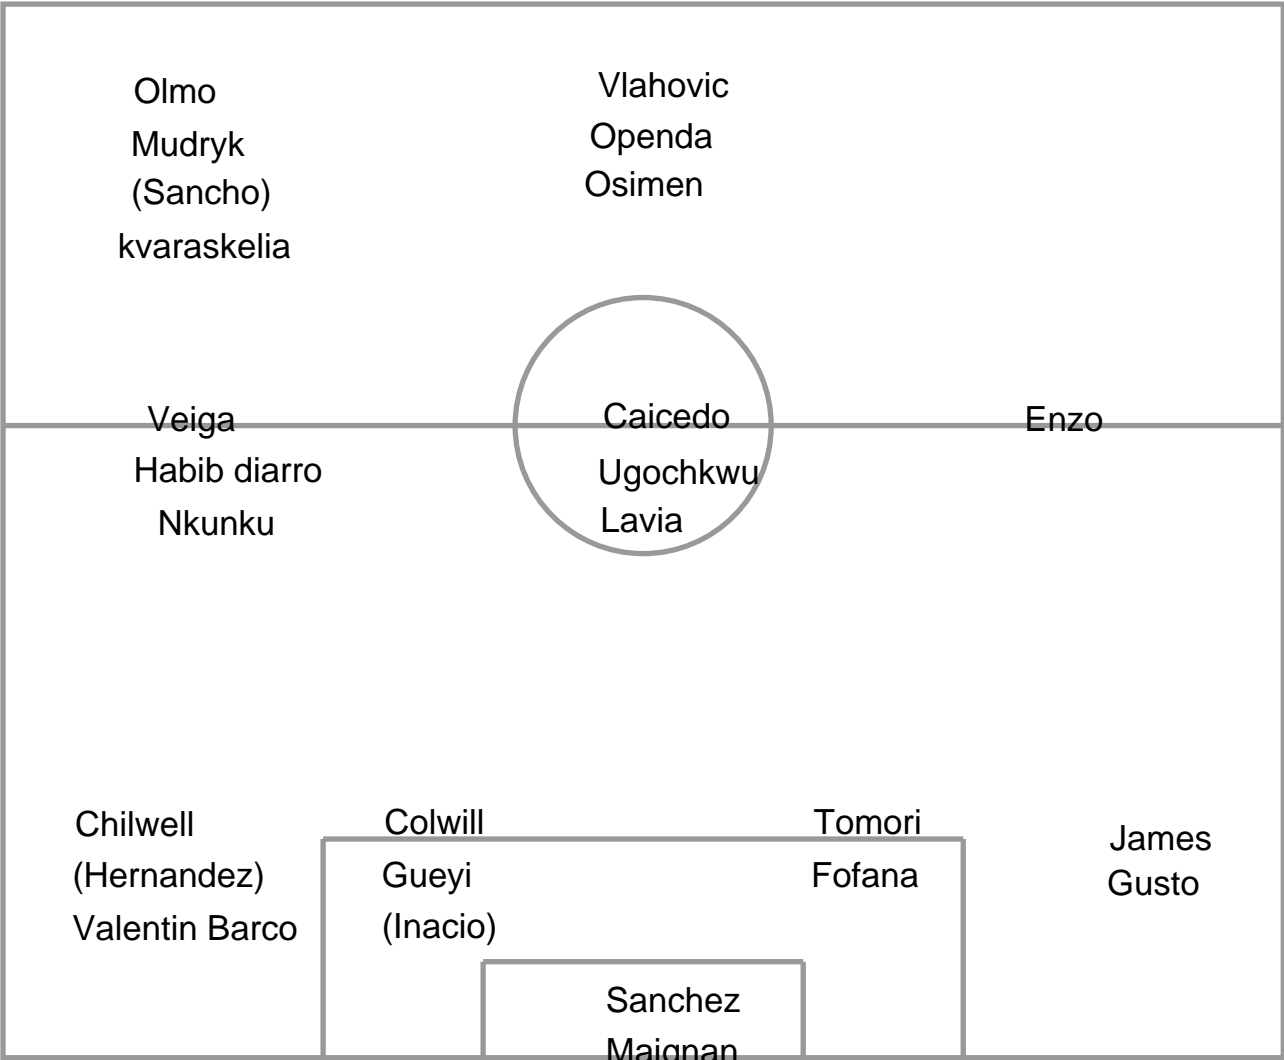 Olmo
Mudryk
(Sancho)
kvaraskelia
Vlahovic
Openda
Osimen
Veiga
Habib diarro
Nkunku
Caicedo
Ugochkwu
Lavia
Enzo
Chilwell
(Hernandez)
Valentin Barco
Colwill
Gueyi
(Inacio)
Tomori
Fofana
James
Gusto
Sanchez
Maignan